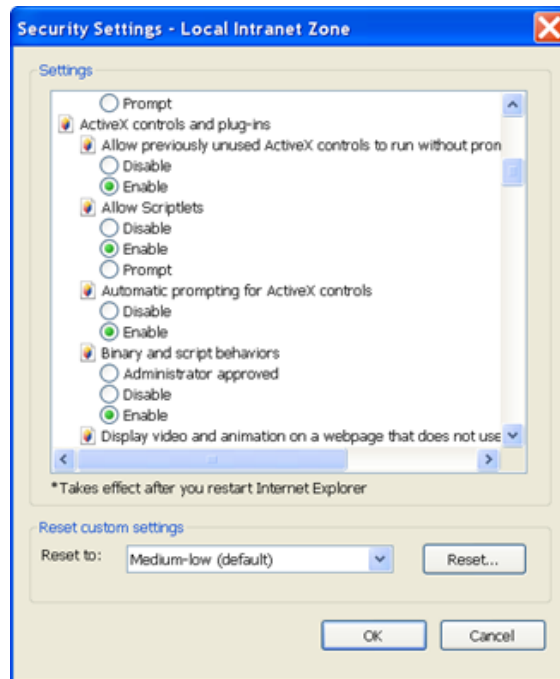 Security Settings - Local Intranet Zone
Settings
Prompt
ActiveX controls and plug-ins
Allow previously unused ActiveX controls to run without pron
Disable
Enable
Allow Scriptlets
Disable
Enable
Prompt
Automatic prompting for ActiveX controls
Disable
Enable
Binary and script behaviors
Administrator approved
Disable
Enable
Display video and animation on a webpage that does not use
*Takes effect after you restart Internet Explorer
Reset custom settings
Reset to:
Medium-low (default)
Reset...
OK
Cancel